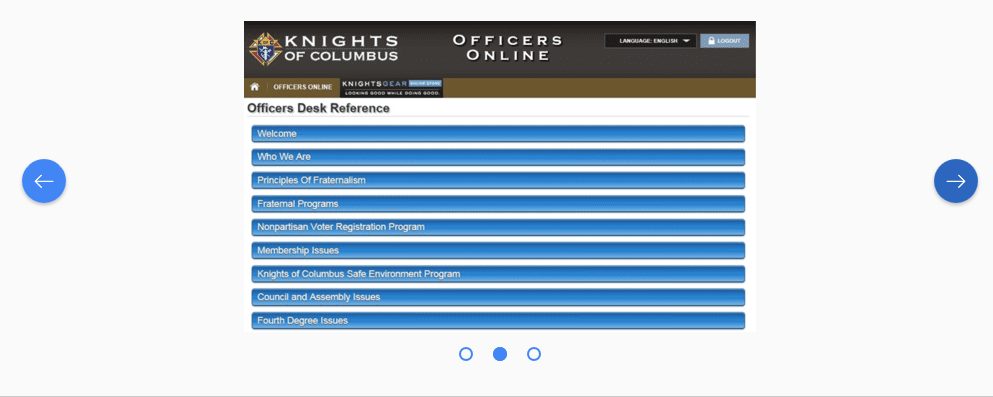 KNIGHTS
OF COLUMBUS
OFFICERS
ONLINE
LANGUAGE: ENGLISH
LOGOUT
OFFICERS ONLINE
KNIGHTSGEAR ONLINE STORE
LOOKING GOOD WHILE DOING GOOD.
Officers Desk Reference
Welcome
Who We Are
Principles Of Fraternalism
Fraternal Programs
Nonpartisan Voter Registration Program
Membership Issues
Knights of Columbus Safe Environment Program
Council and Assembly Issues
Fourth Degree Issues